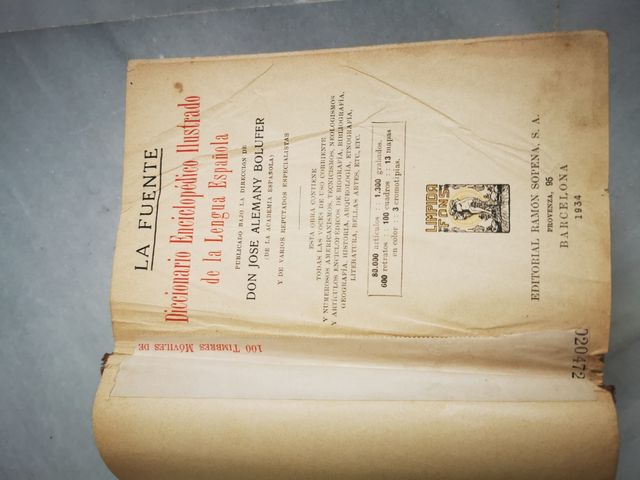 LA FUENTE
Diccionario Enciclopédico Ilustrado
de la Lengua Española
PUBLICADO BAJO LA DIRECCION DE
DON JOSE ALEMANY BOLUFER
(DE LA ACADEMIA ESPAÑOLA)
Y DE VARIOS REPUTADOS ESPECIALISTAS
ESTA OBRA CONTIENE
TODAS LAS VOCES DE USO CORRIENTE
Y NUMEROSOS AMERICANISMOS, TECNICISMOS, NEOLOGISMOS
Y ARTÍCULOS ENCICLOPÉDICOS DE BIOGRAFÍA, BIBLIOGRAFÍA,
GEOGRAFÍA, HISTORIA, ARQUEOLOGÍA, ETNOGRAFÍA,
LITERATURA, BELLAS ARTES, ETC., ETC.
80.000 artículos :: 1.300 grabados.
600 retratos :: 100 cuadros :: 13 mapas
en color :: 3 cromotipias.
LIMPIDA
FONS
EDITORIAL RAMON SOPENA, S. A.
PROVENZA, 95
BARCELONA
1934
100 TIMBRES MÓVILES DE
020472